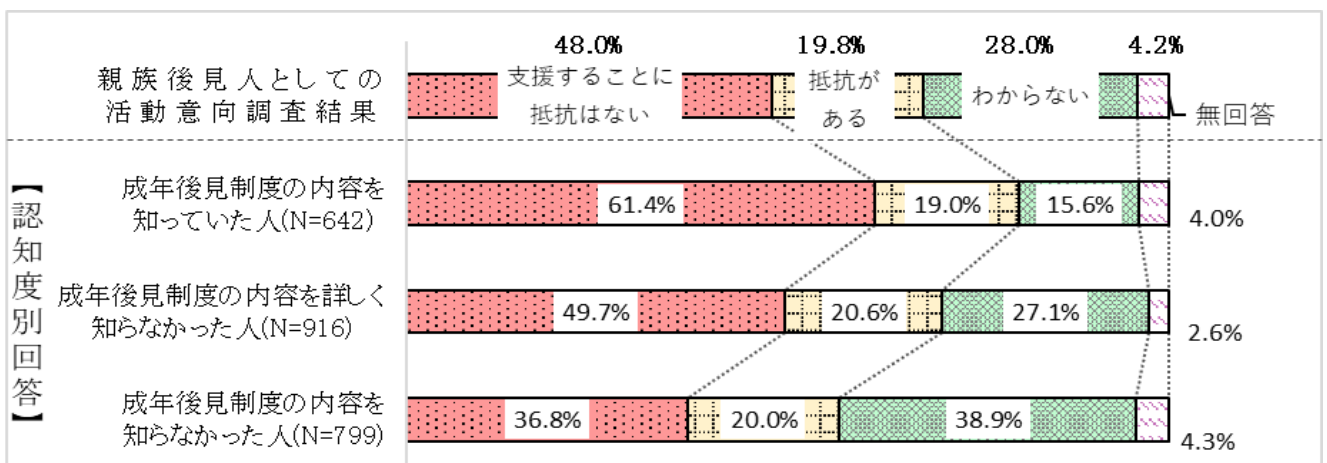 48.0% 19.8% 28.0% 4.2%
親族後見人としての
活動意向調査結果
支援することに
抵抗はない
抵抗が
ある
わからない
無回答
【認知度別回答】
成年後見制度の内容を
知っていた人(N=642)
61.4% 19.0% 15.6% 4.0%
成年後見制度の内容を詳しく
知らなかった人(N=916)
49.7% 20.6% 27.1% 2.6%
成年後見制度の内容を
知らなかった人(N=799)
36.8% 20.0% 38.9% 4.3%